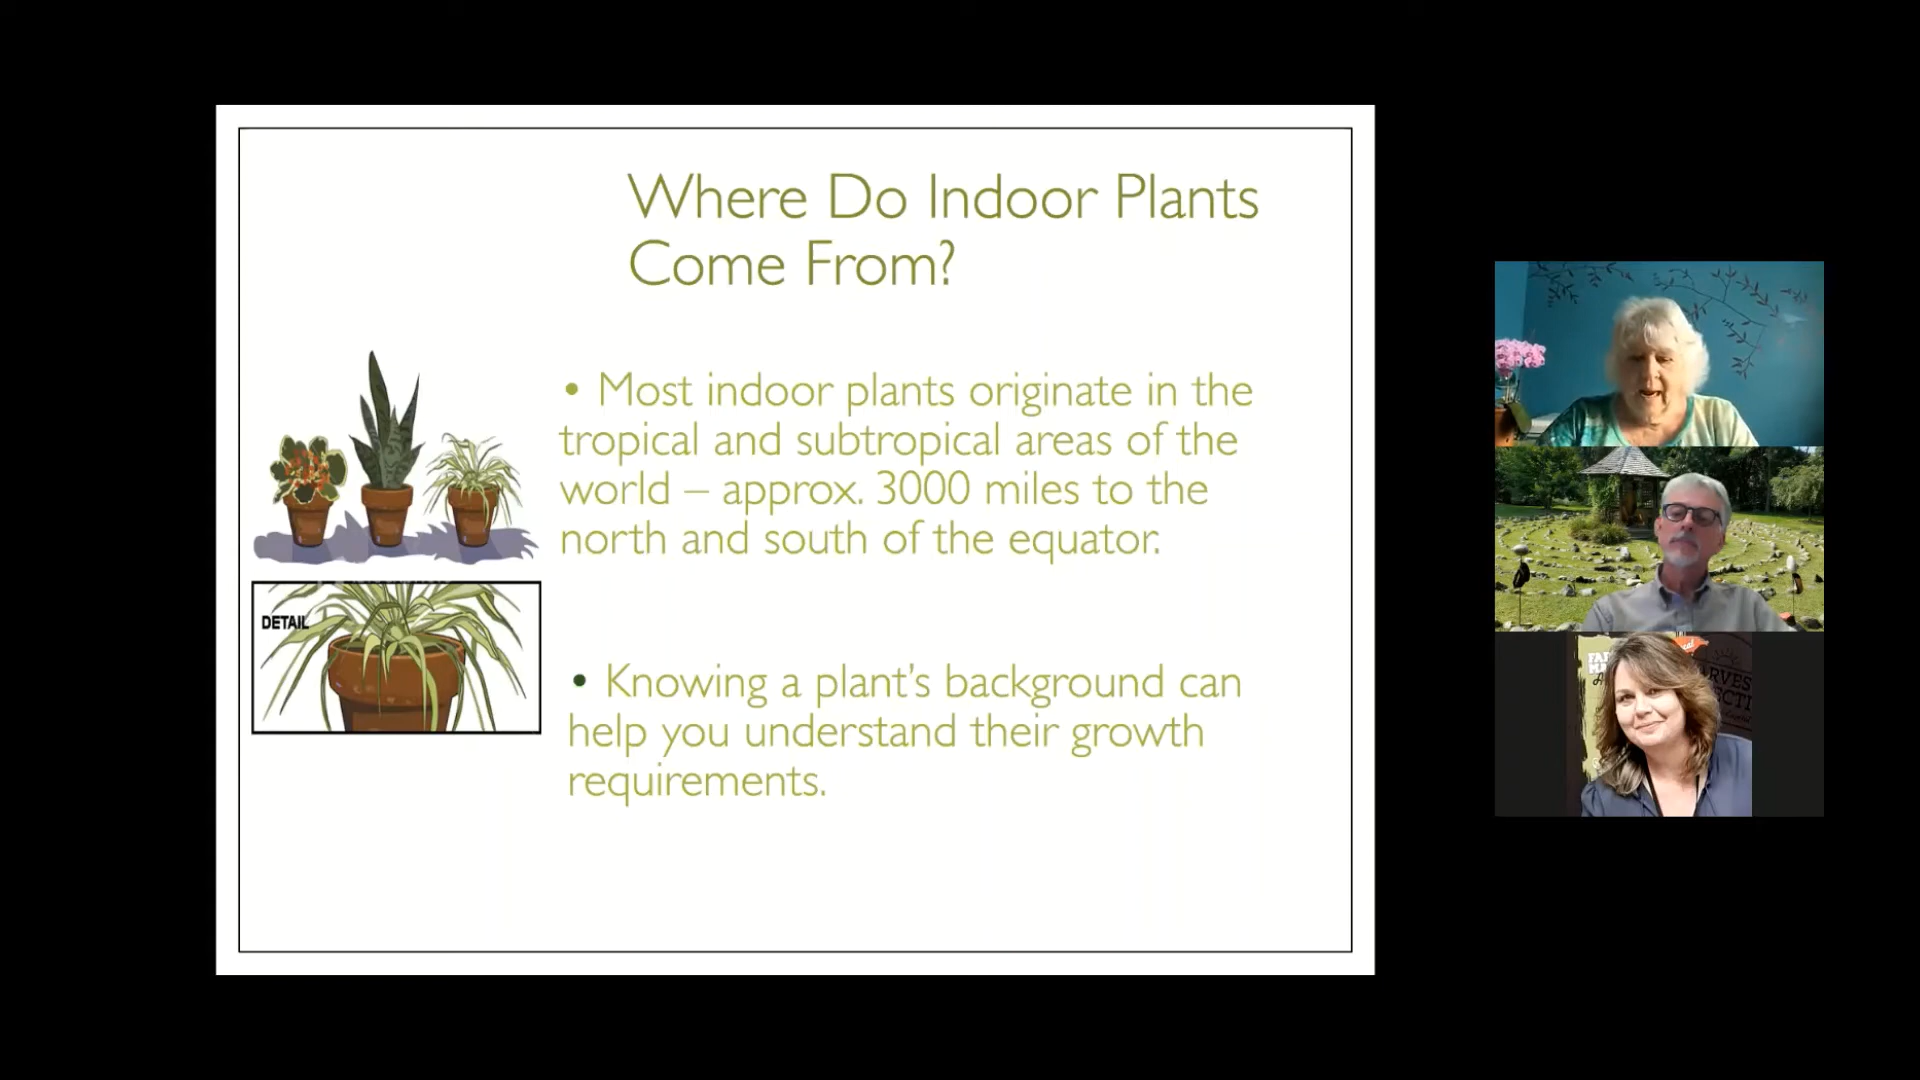 Where Do Indoor Plants
Come From?
• Most indoor plants originate in the
tropical and subtropical areas of the
world – approx. 3000 miles to the
north and south of the equator.
DETAIL
• Knowing a plant's background can
help you understand their growth
requirements.